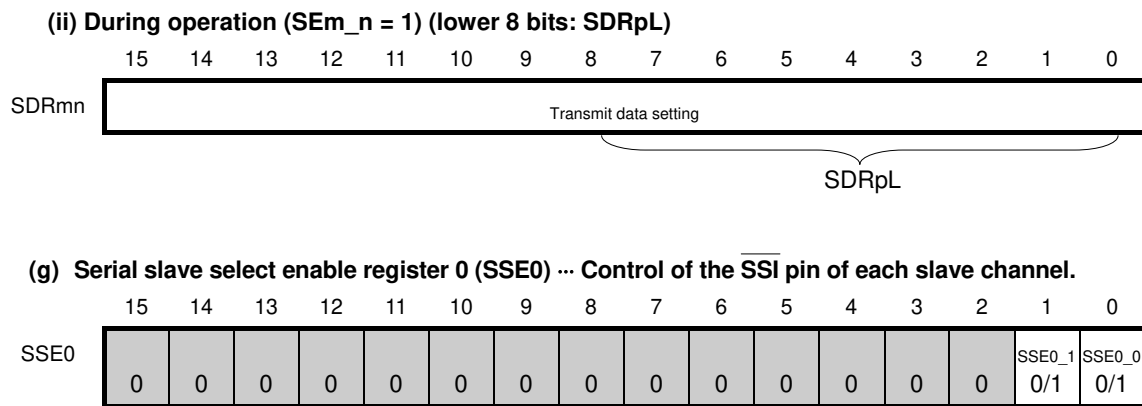 (ii) During operation (SEm_n = 1) (lower 8 bits: SDRpL)
15 14 13 12 11 10 9 8 7 6 5 4 3 2 1 0
SDRmn
Transmit data setting
SDRpL
(g) Serial slave select enable register 0 (SSE0) ··· Control of the S̅S̅I̅ pin of each slave channel.
15 14 13 12 11 10 9 8 7 6 5 4 3 2 1 0
SSE0
SSE0_1 SSE0_0
0 0 0 0 0 0 0 0 0 0 0 0 0 0 0/1 0/1